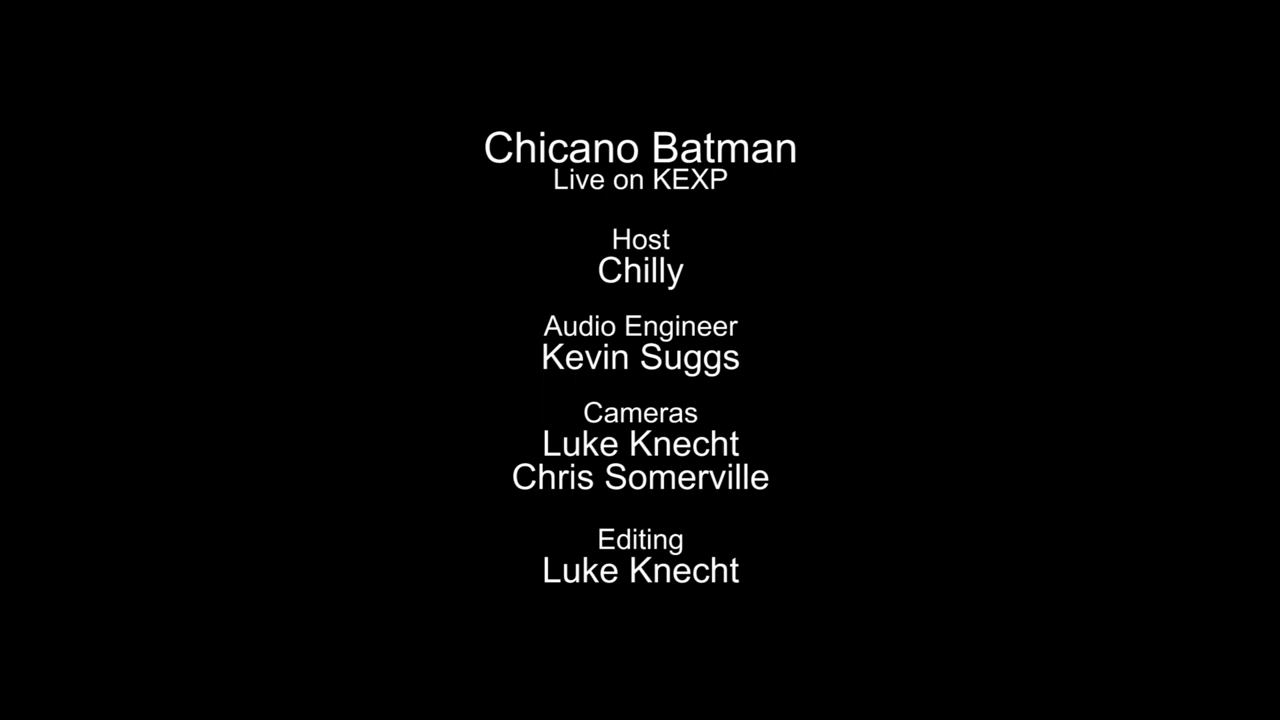 Chicano Batman
Live on KEXP
Host
Chilly
Audio Engineer
Kevin Suggs
Cameras
Luke Knecht
Chris Somerville
Editing
Luke Knecht